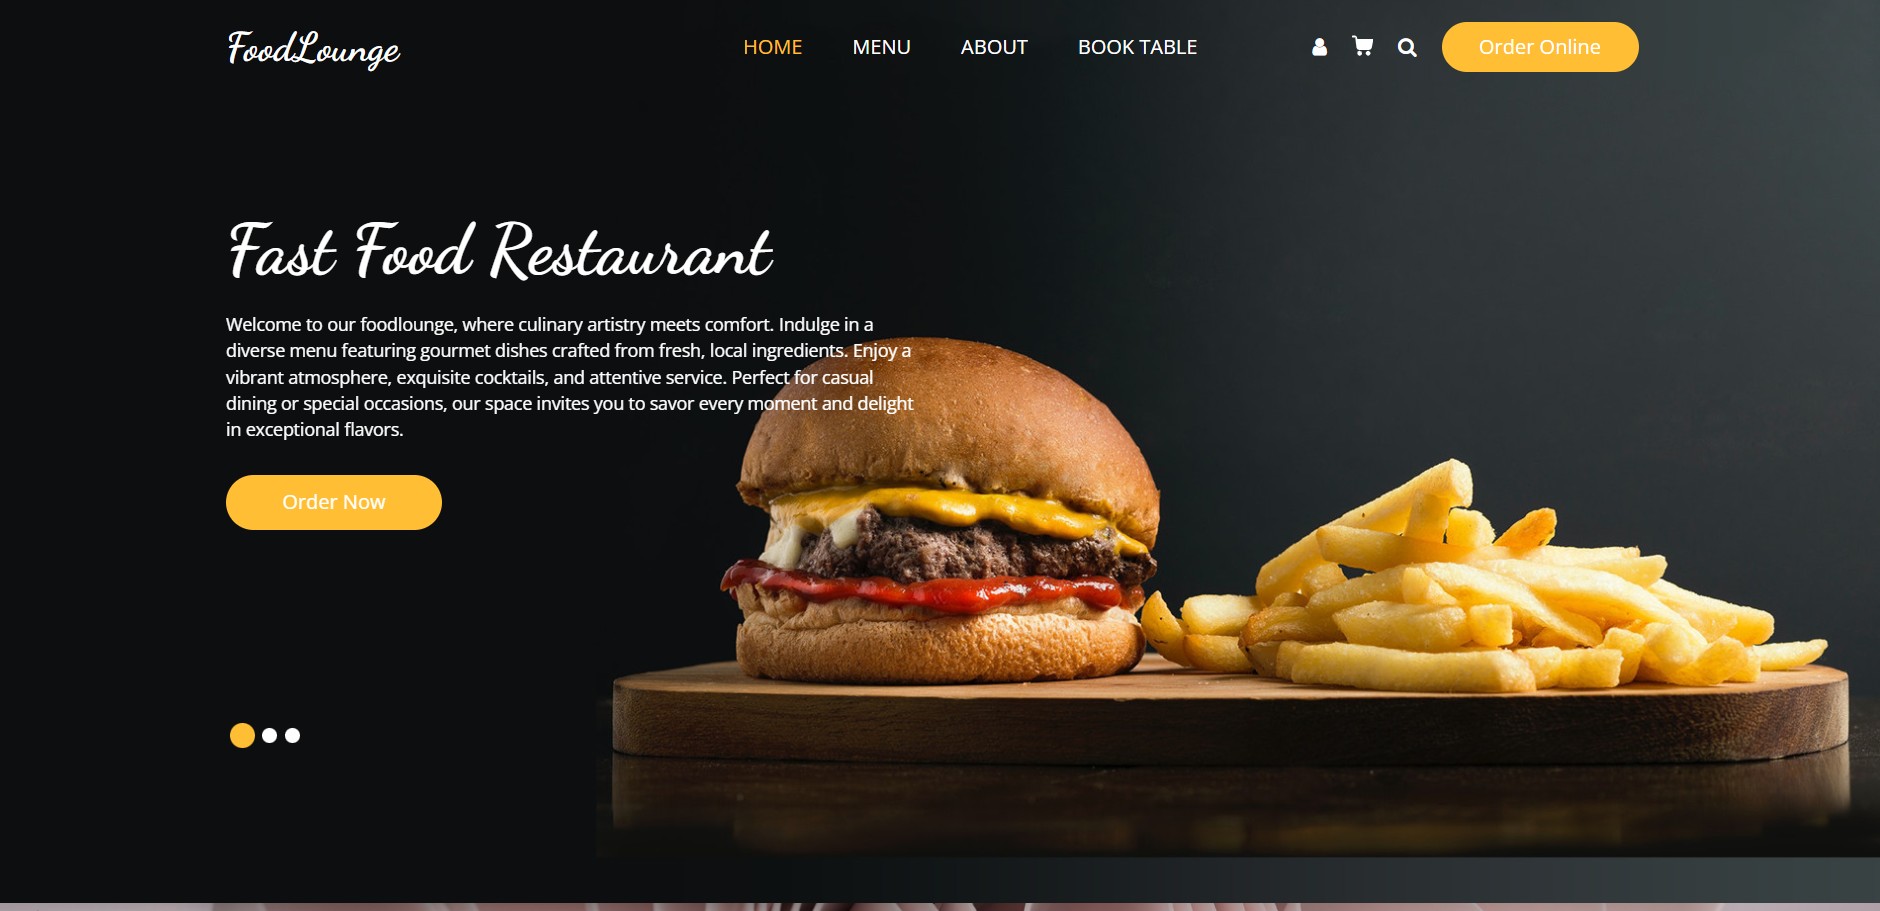 FoodLounge
HOME
MENU
ABOUT
BOOK TABLE
Order Online
Fast Food Restaurant
Welcome to our foodlounge, where culinary artistry meets comfort. Indulge in a
diverse menu featuring gourmet dishes crafted from fresh, local ingredients. Enjoy a
vibrant atmosphere, exquisite cocktails, and attentive service. Perfect for casual
dining or special occasions, our space invites you to savor every moment and delight
in exceptional flavors.
Order Now